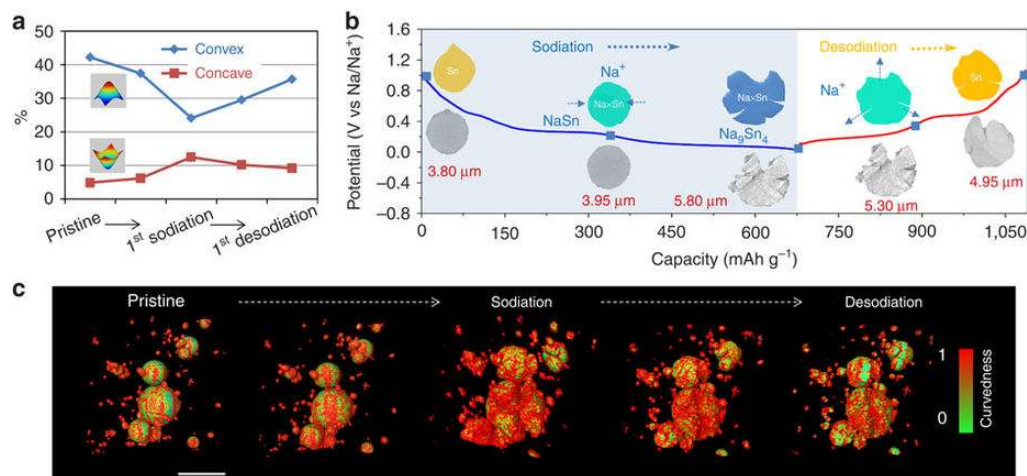 a
50
40
30
20
10
0
%
Convex
Concave
Pristine
1st sodiation
1st desodiation
b
1.6
1.2
0.8
0.4
0.0
−0.4
−0.8
Potential (V vs Na/Na+)
Sodiation
Desodiation
Sn
Na+
NaxSn
NaSn
NaxSn
Na9Sn4
Na+
Sn
3.80 μm
3.95 μm
5.80 μm
5.30 μm
4.95 μm
0
150
300
450
600
750
900
1,050
Capacity (mAh g−1)
c
Pristine
Sodiation
Desodiation
1
0
Curvedness